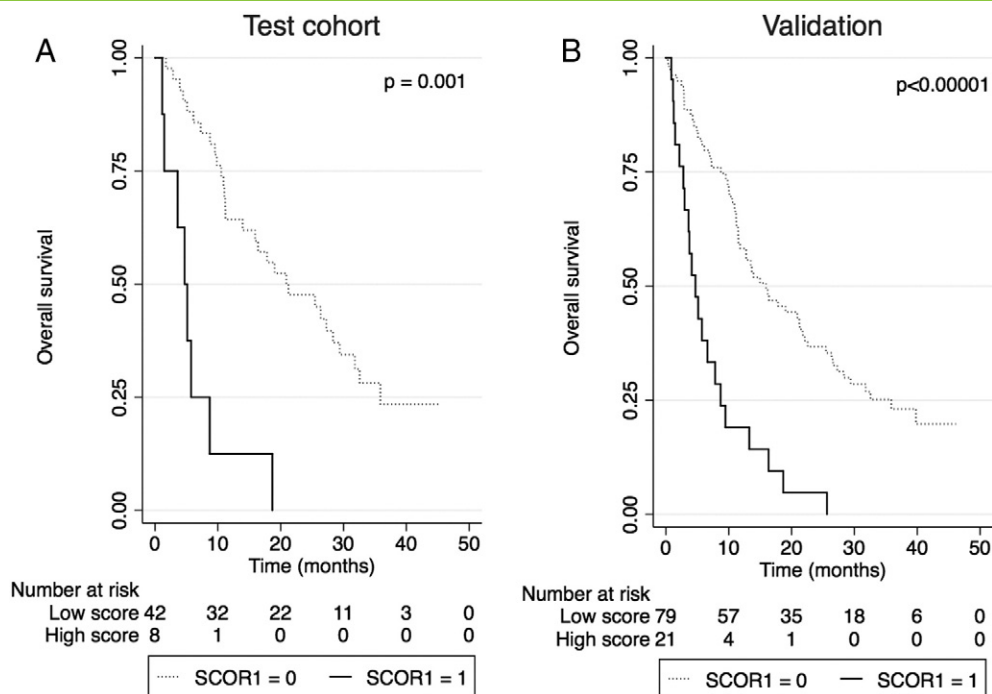 Test cohort
A
p = 0.001
Overall survival
1.00
0.75
0.50
0.25
0.00
0 10 20 30 40 50
Time (months)
Number at risk
Low score 42 32 22 11 3 0
High score 8 1 0 0 0 0
SCOR1 = 0 SCOR1 = 1
Validation
B
p<0.00001
Overall survival
1.00
0.75
0.50
0.25
0.00
0 10 20 30 40 50
Time (months)
Number at risk
Low score 79 57 35 18 6 0
High score 21 4 1 0 0 0
SCOR1 = 0 SCOR1 = 1